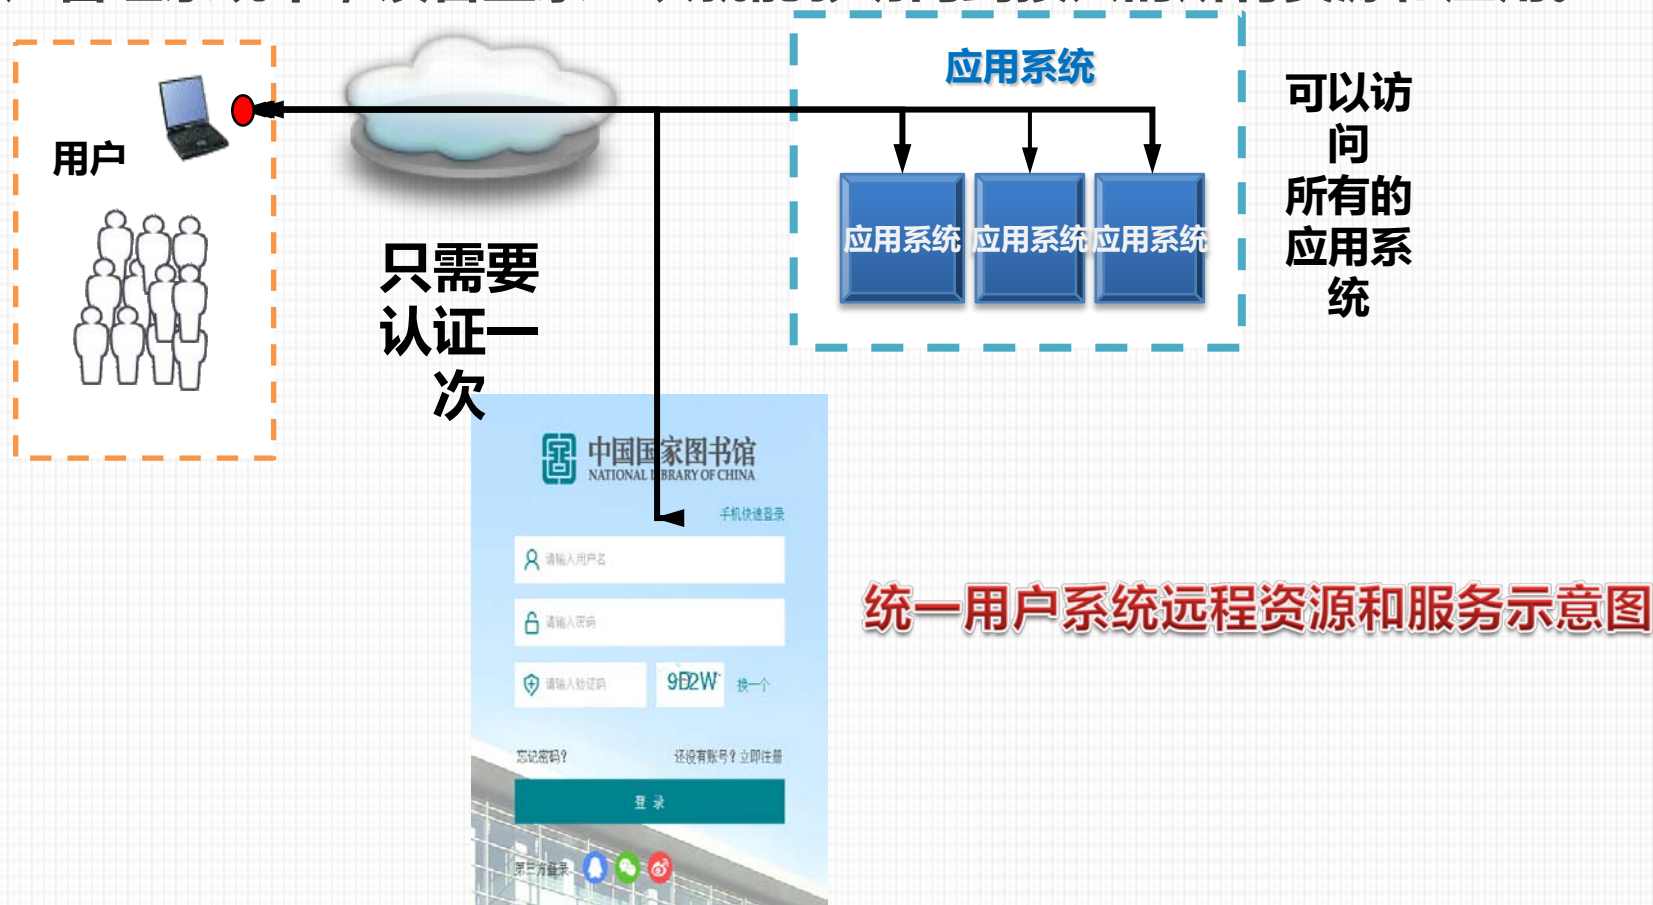 应用系统
用户
可以访
问
所有的
应用系
统
应用系统 应用系统 应用系统
只需要
认证一
次
中国国家图书馆
NATIONAL LIBRARY OF CHINA
手机快速登录
请输入用户名
请输入密码
请输入验证码 9D2W 换一个
忘记密码? 还没有账号?立即注册
登 录
第三方登录
统一用户系统远程资源和服务示意图